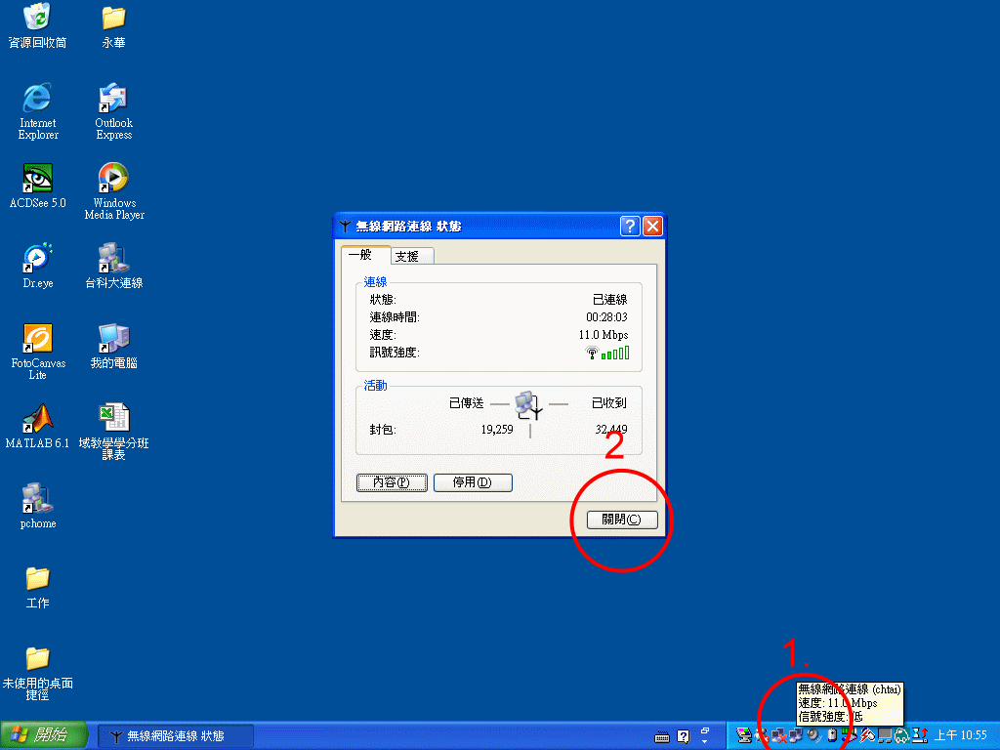 資源回收筒
永華
Internet
Explorer
Outlook
Express
ACDSee 5.0
Windows
Media Player
Dr.eye
台科大連線
FotoCanvas
Lite
我的電腦
MATLAB 6.1
域教學學分班
課表
pchome
工作
未使用的桌面
捷徑
無線網路連線 狀態
一般
支援
連線
狀態:
已連線
連線時間:
00:28:03
速度:
11.0 Mbps
訊號強度:
活動
已傳送
已收到
封包:
19,259
32,449
2
內容(P)
停用(D)
關閉(C)
1.
無線網路連線 (chtai)
速度: 11.0 Mbps
信號強度: 低
開始
無線網路連線 狀態
上午 10:55